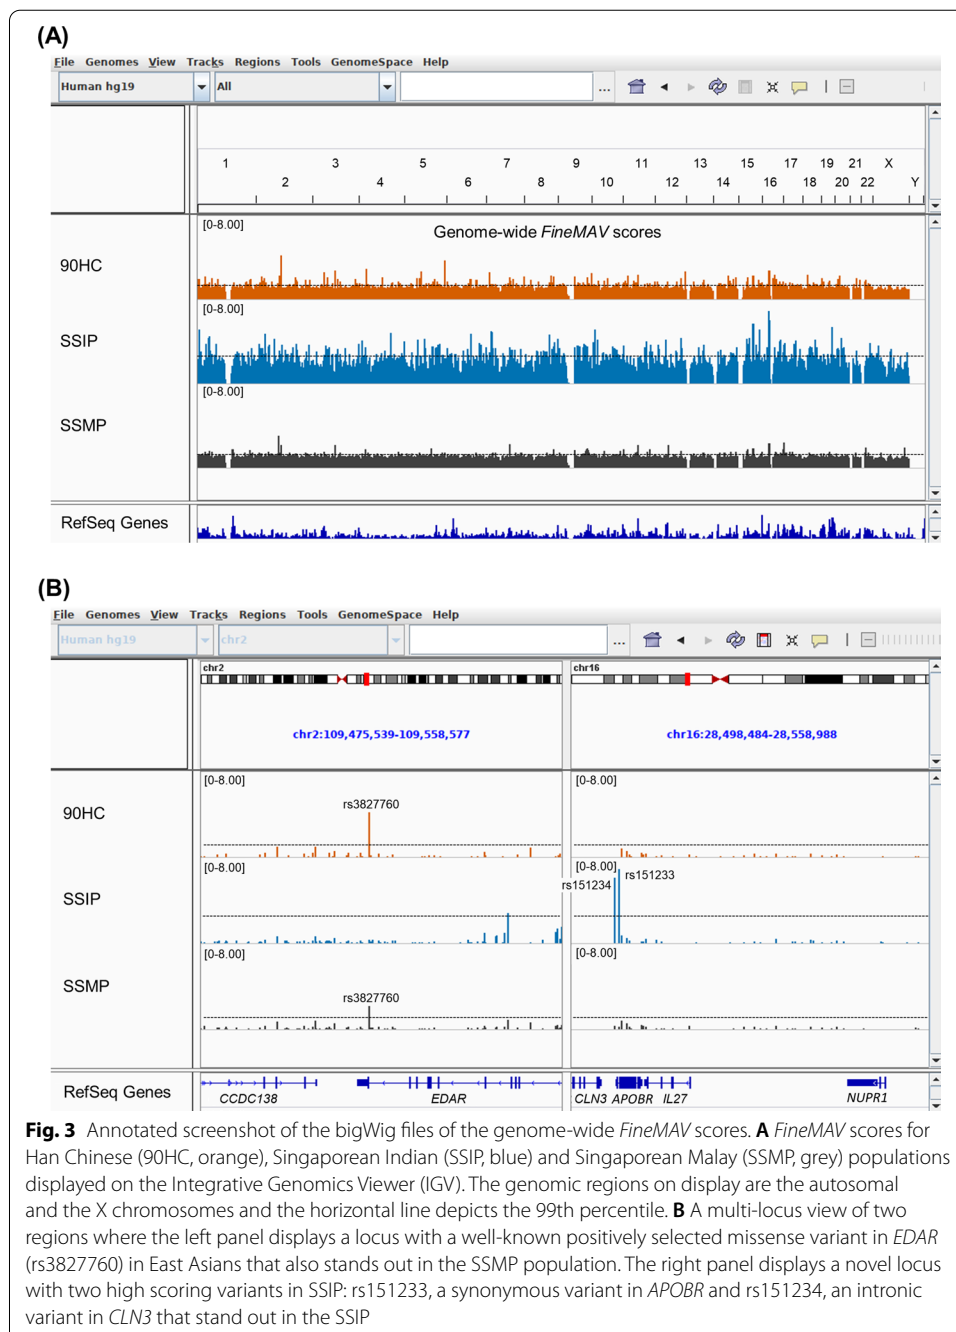 (A)
File Genomes View Tracks Regions Tools GenomeSpace Help
Human hg19 All ...
1 3 5 7 9 11 13 15 17 19 21 X
2 4 6 8 10 12 14 16 18 20 22 Y
[0-8.00]
Genome-wide FineMAV scores
90HC
[0-8.00]
SSIP
[0-8.00]
SSMP
RefSeq Genes
(B)
File Genomes View Tracks Regions Tools GenomeSpace Help
Human hg19 chr2 ...
chr2 chr16
chr2:109,475,539-109,558,577 chr16:28,498,484-28,558,988
[0-8.00] [0-8.00]
rs3827760
90HC
[0-8.00] [0-8.00]
rs151234 rs151233
SSIP
[0-8.00] [0-8.00]
SSMP
rs3827760
RefSeq Genes
CCDC138 EDAR CLN3 APOBR IL27 NUPR1
Fig. 3 Annotated screenshot of the bigWig files of the genome-wide FineMAV scores. A FineMAV scores for
Han Chinese (90HC, orange), Singaporean Indian (SSIP, blue) and Singaporean Malay (SSMP, grey) populations
displayed on the Integrative Genomics Viewer (IGV). The genomic regions on display are the autosomal
and the X chromosomes and the horizontal line depicts the 99th percentile. B A multi-locus view of two
regions where the left panel displays a locus with a well-known positively selected missense variant in EDAR
(rs3827760) in East Asians that also stands out in the SSMP population. The right panel displays a novel locus
with two high scoring variants in SSIP: rs151233, a synonymous variant in APOBR and rs151234, an intronic
variant in CLN3 that stand out in the SSIP